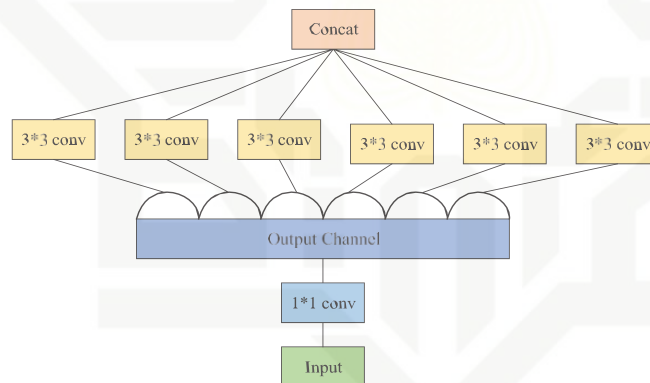 Concat
3*3 conv 3*3 conv 3*3 conv 3*3 conv 3*3 conv 3*3 conv
Output Channel
1*1 conv
Input